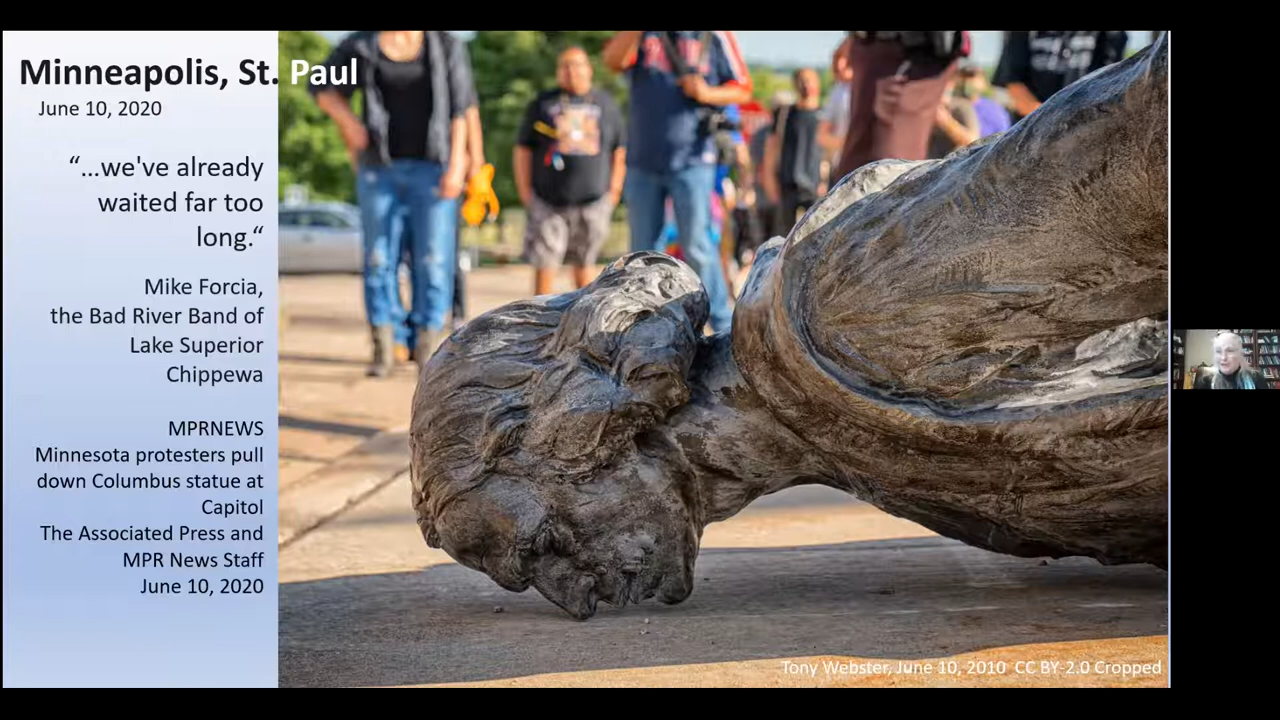 Minneapolis, St. Paul
June 10, 2020
“...we've already
waited far too
long.“
Mike Forcia,
the Bad River Band of
Lake Superior
Chippewa
MPRNEWS
Minnesota protesters pull
down Columbus statue at
Capitol
The Associated Press and
MPR News Staff
June 10, 2020
Tony Webster, June 10, 2010 CC BY-2.0 Cropped